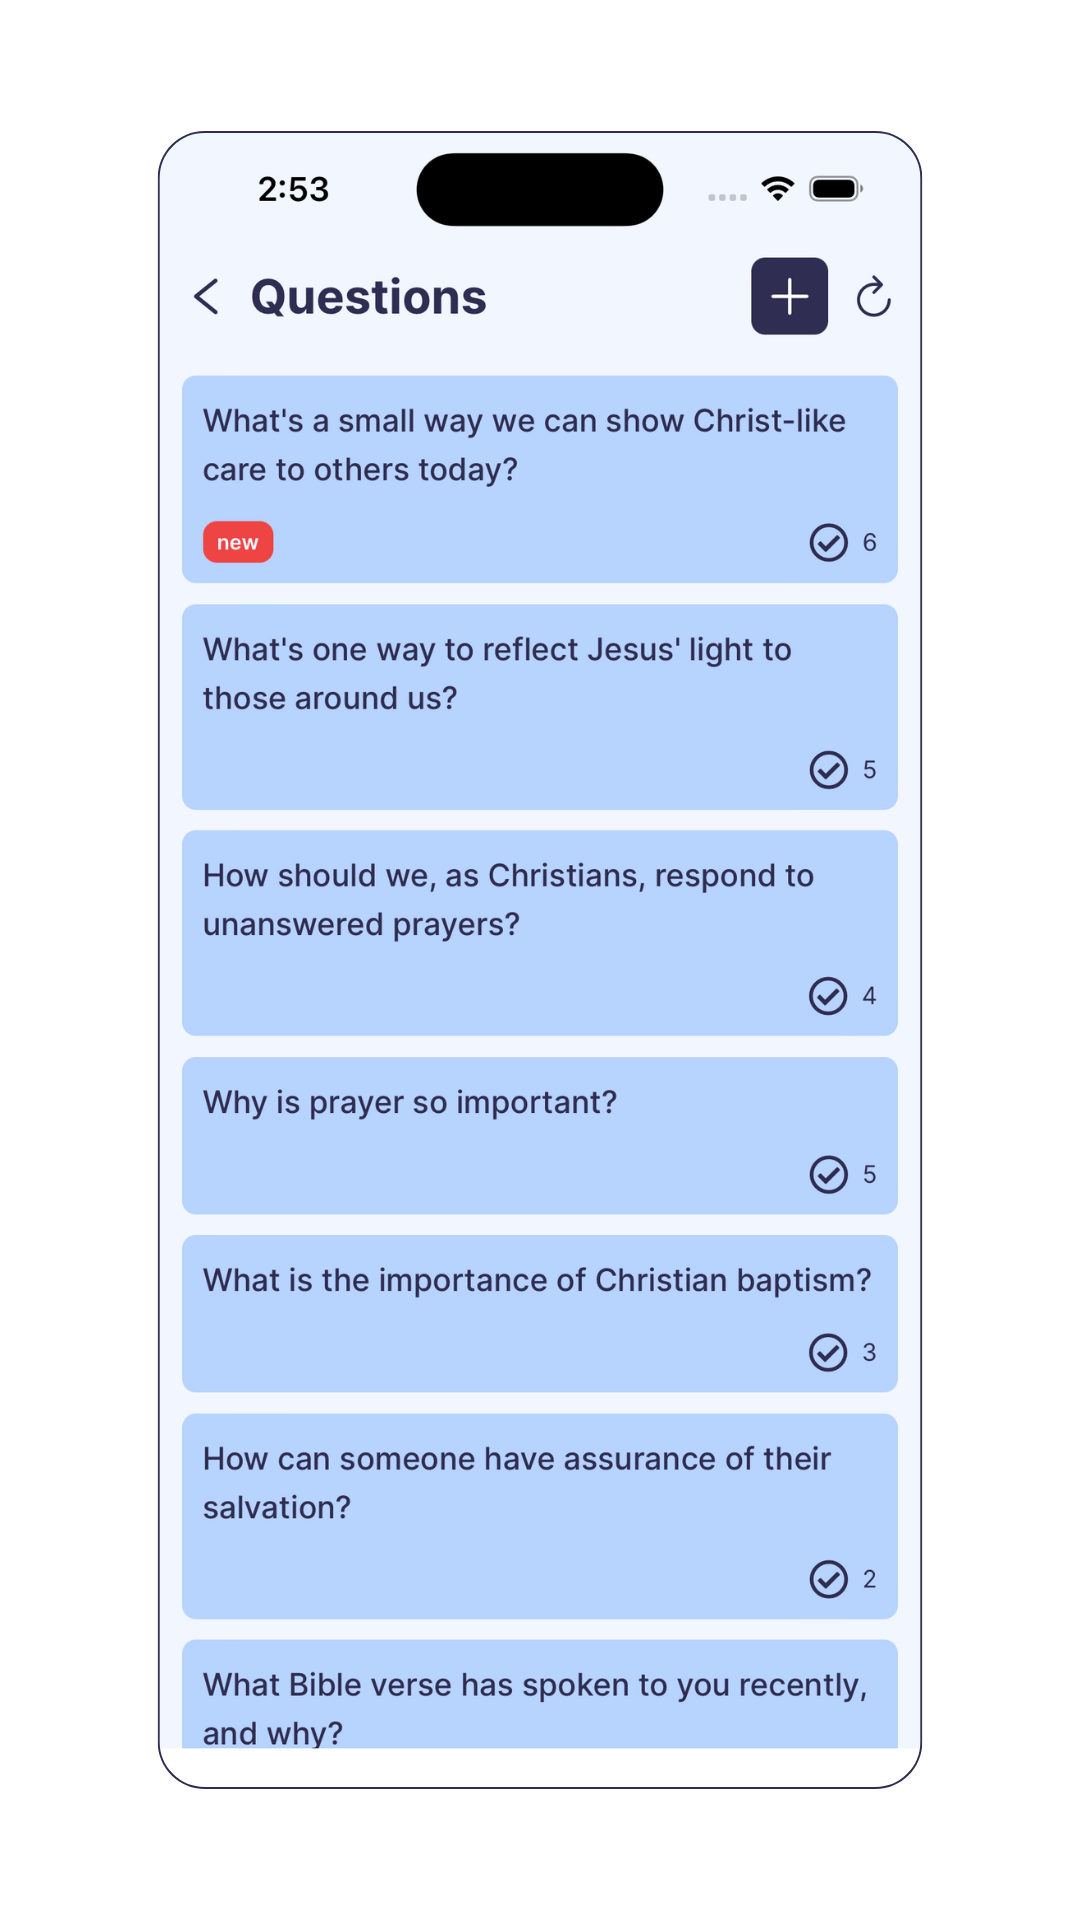 2:53
Questions
What's a small way we can show Christ-like
care to others today?
new
6
What's one way to reflect Jesus' light to
those around us?
5
How should we, as Christians, respond to
unanswered prayers?
4
Why is prayer so important?
5
What is the importance of Christian baptism?
3
How can someone have assurance of their
salvation?
2
What Bible verse has spoken to you recently,
and why?